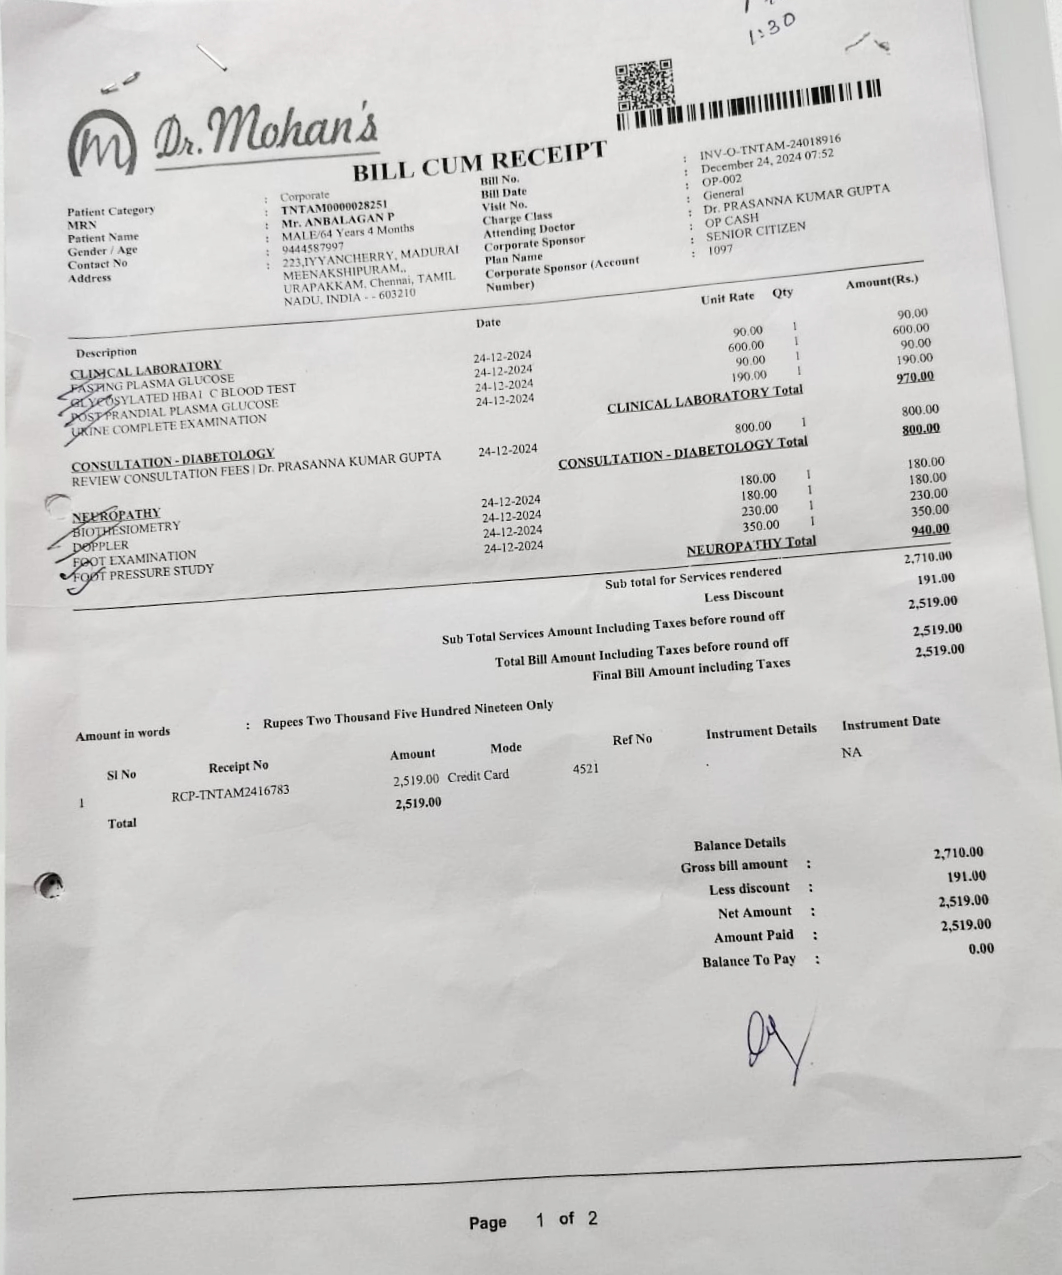 1:30
Dr. Mohan's
BILL CUM RECEIPT
Patient Category : Corporate
MRN : TNTAM0000028251
Patient Name : Mr. ANBALAGAN P
Gender / Age : MALE/64 Years 4 Months
Contact No : 9444587997
Address : 223,IYYANCHERRY, MADURAI
MEENAKSHIPURAM,,
URAPAKKAM, Chennai, TAMIL
NADU, INDIA - - 603210
Bill No. : INV-O-TNTAM-24018916
Bill Date : December 24, 2024 07:52
Visit No. : OP-002
Charge Class : General
Attending Doctor : Dr. PRASANNA KUMAR GUPTA
Corporate Sponsor : OP CASH
Plan Name : SENIOR CITIZEN
Corporate Sponsor (Account : 1097
Number)
Description Date Unit Rate Qty Amount(Rs.)
CLINICAL LABORATORY
FASTING PLASMA GLUCOSE 24-12-2024 90.00 1 90.00
GLYCOSYLATED HBA1 C BLOOD TEST 24-12-2024 600.00 1 600.00
POST PRANDIAL PLASMA GLUCOSE 24-12-2024 90.00 1 90.00
URINE COMPLETE EXAMINATION 24-12-2024 190.00 1 190.00
CLINICAL LABORATORY Total 970.00
CONSULTATION - DIABETOLOGY
REVIEW CONSULTATION FEES | Dr. PRASANNA KUMAR GUPTA 24-12-2024 800.00 1 800.00
CONSULTATION - DIABETOLOGY Total 800.00
NEUROPATHY
BIOTHESIOMETRY 24-12-2024 180.00 1 180.00
DOPPLER 24-12-2024 180.00 1 180.00
FOOT EXAMINATION 24-12-2024 230.00 1 230.00
FOOT PRESSURE STUDY 24-12-2024 350.00 1 350.00
NEUROPATHY Total 940.00
Sub total for Services rendered 2,710.00
Less Discount 191.00
Sub Total Services Amount Including Taxes before round off 2,519.00
Total Bill Amount Including Taxes before round off 2,519.00
Final Bill Amount including Taxes 2,519.00
Amount in words : Rupees Two Thousand Five Hundred Nineteen Only
Sl No Receipt No Amount Mode Ref No Instrument Details Instrument Date
1 RCP-TNTAM2416783 2,519.00 Credit Card 4521 . NA
Total 2,519.00
Balance Details
Gross bill amount : 2,710.00
Less discount : 191.00
Net Amount : 2,519.00
Amount Paid : 2,519.00
Balance To Pay : 0.00
Page 1 of 2